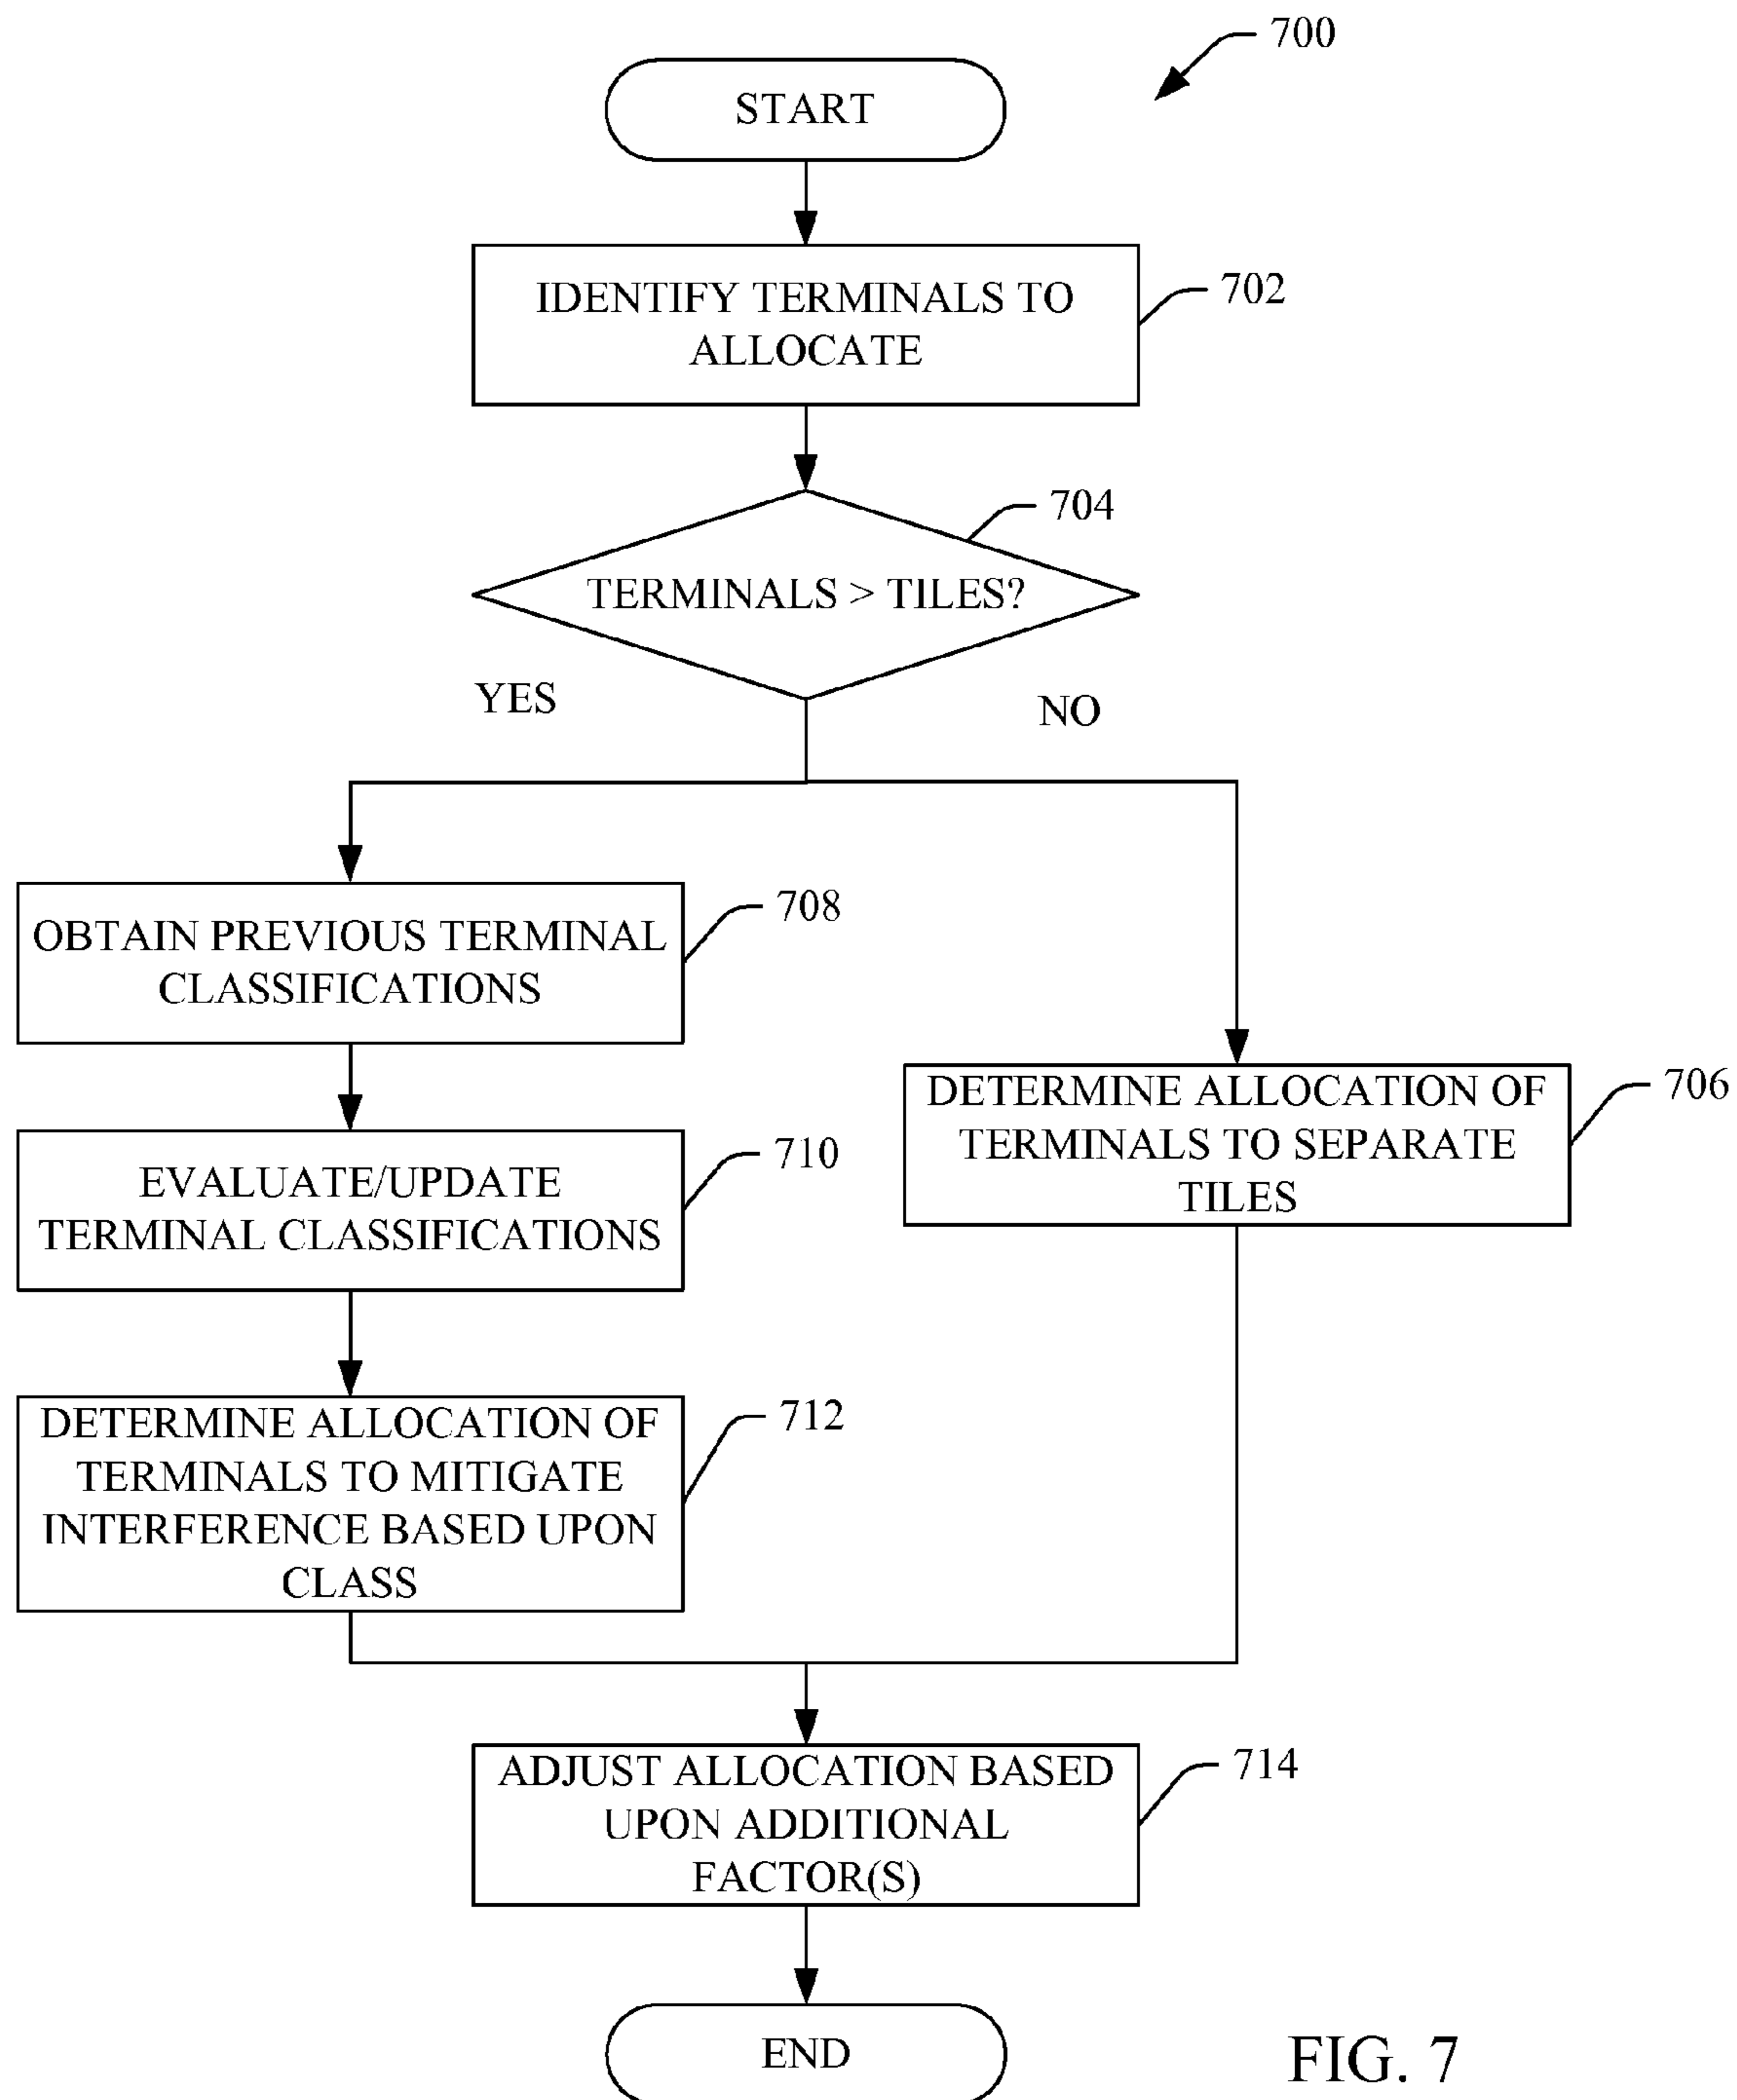 700
START
IDENTIFY TERMINALS TO
ALLOCATE
702
704
TERMINALS > TILES?
YES
NO
OBTAIN PREVIOUS TERMINAL
CLASSIFICATIONS
708
EVALUATE/UPDATE
TERMINAL CLASSIFICATIONS
710
DETERMINE ALLOCATION OF
TERMINALS TO SEPARATE
TILES
706
DETERMINE ALLOCATION OF
TERMINALS TO MITIGATE
INTERFERENCE BASED UPON
CLASS
712
ADJUST ALLOCATION BASED
UPON ADDITIONAL
FACTOR(S)
714
END
FIG. 7